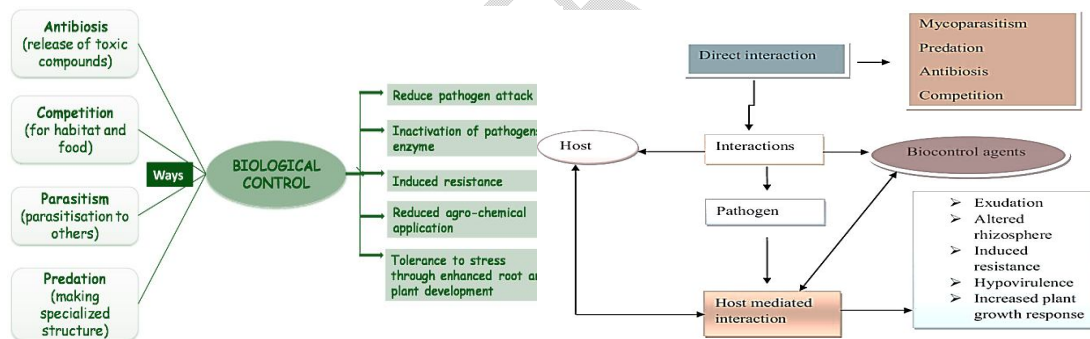 Antibiosis
(release of toxic
compounds)
Competition
(for habitat and
food)
Parasitism
(parasitisation to
others)
Predation
(making
specialized
structure)
Ways
BIOLOGICAL
CONTROL
Reduce pathogen attack
Inactivation of pathogens
enzyme
Induced resistance
Reduced agro-chemical
application
Tolerance to stress
through enhanced root
plant development
Direct interaction
Mycoparasitism
Predation
Antibiosis
Competition
Host
Interactions
Biocontrol agents
Pathogen
Host mediated
interaction
Exudation
Altered
rhizosphere
Induced
resistance
Hypovirulence
Increased plant
growth response